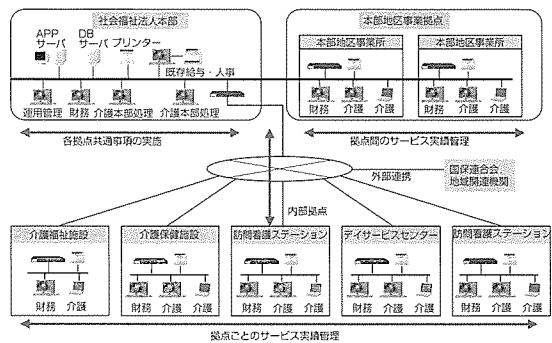 社会福祉法人本部
APP
サーバ
DB
サーバ
プリンター
既存給与・人事
運用管理
財務
介護本部処理
介護本部処理
各拠点共通事項の実施
本部地区事業拠点
本部地区事業所
本部地区事業所
財務
介護
介護
財務
介護
介護
拠点間のサービス実績管理
外部連携
国保連合会、
地域関連機関
内部拠点
介護福祉施設
財務
介護
介護保健施設
財務
介護
介護
訪問看護ステーション
財務
介護
介護
デイサービスセンター
財務
介護
介護
訪問看護ステーション
財務
介護
介護
拠点ごとのサービス実績管理